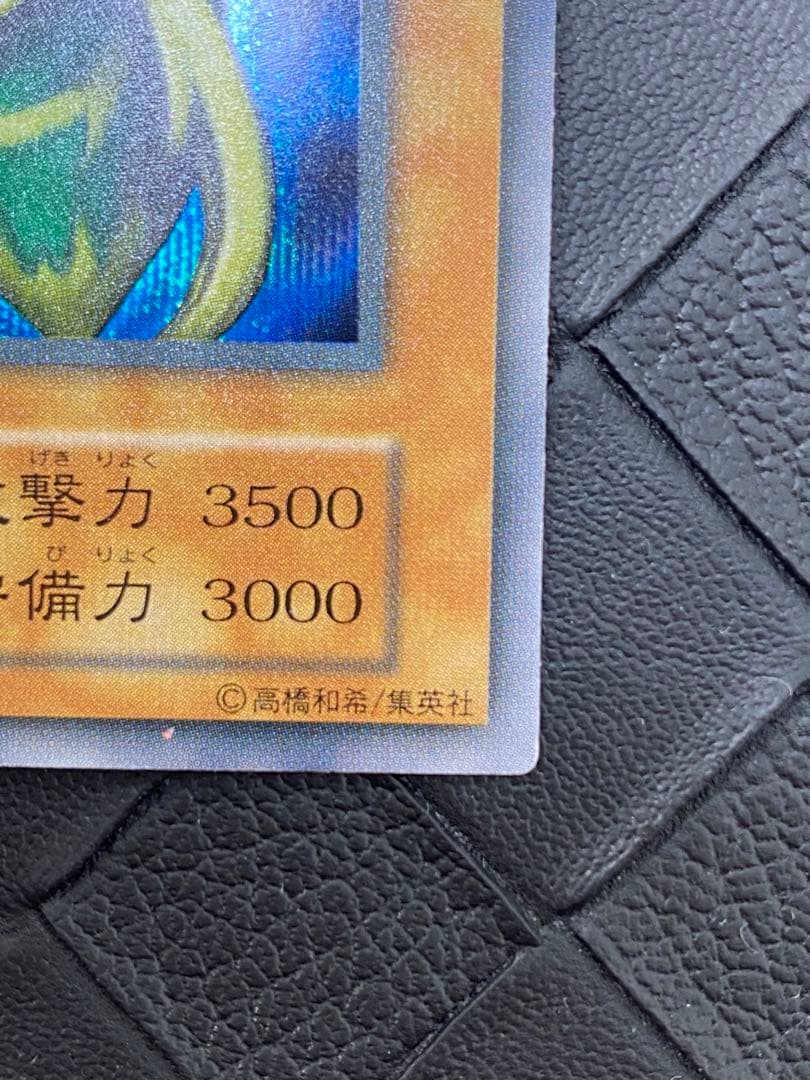 げき りょく
撃力 3500
び りょく
備力 3000
©高橋和希/集英社